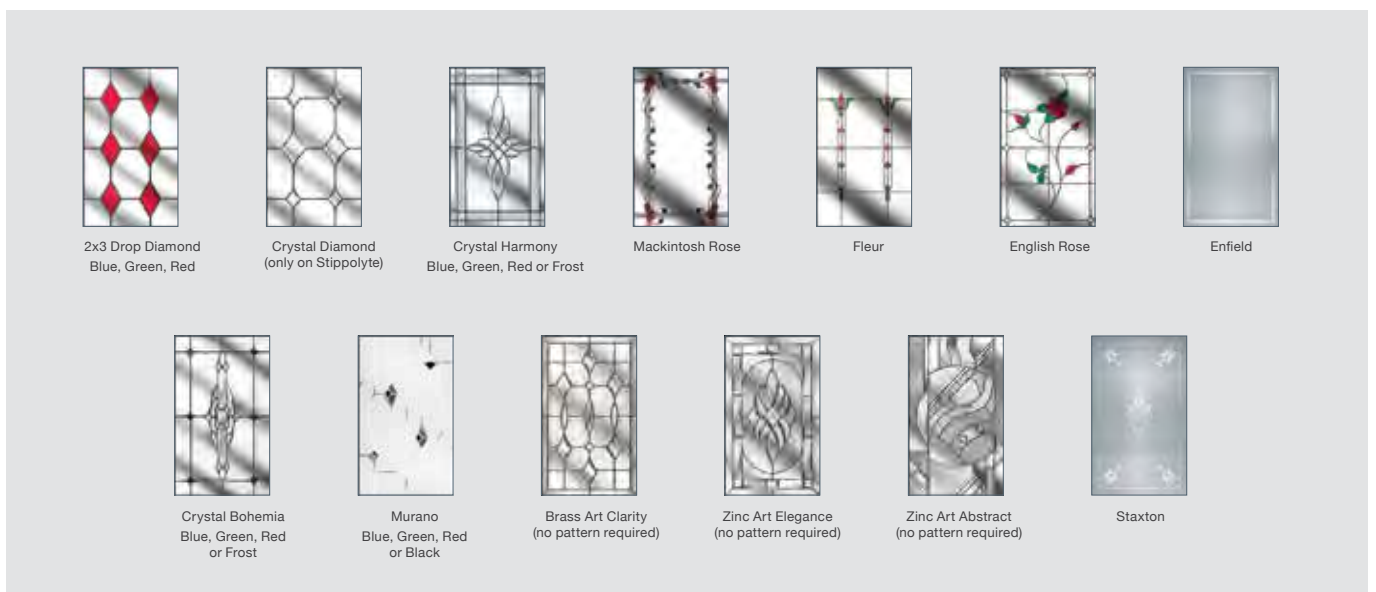 2x3 Drop Diamond
Blue, Green, Red
Crystal Diamond
(only on Stippolyte)
Crystal Harmony
Blue, Green, Red or Frost
Mackintosh Rose
Fleur
English Rose
Enfield
Crystal Bohemia
Blue, Green, Red
or Frost
Murano
Blue, Green, Red
or Black
Brass Art Clarity
(no pattern required)
Zinc Art Elegance
(no pattern required)
Zinc Art Abstract
(no pattern required)
Staxton